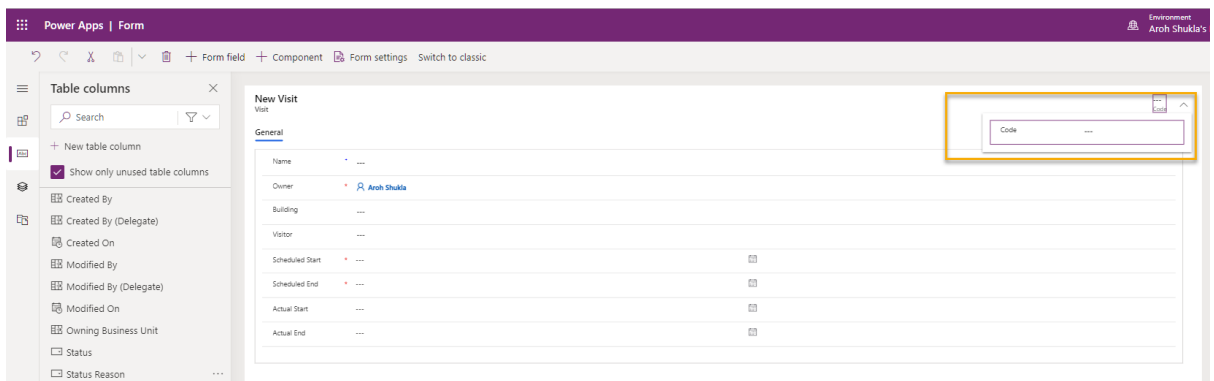 Power Apps | Form
Environment
Aroh Shukla's
Form field
Component
Form settings
Switch to classic
Table columns
Search
New table column
Show only unused table columns
Created By
Created By (Delegate)
Created On
Modified By
Modified By (Delegate)
Modified On
Owning Business Unit
Status
Status Reason
...
New Visit
Visit
General
---
Code
Code ---
Name * ---
Owner * Aroh Shukla
Building ---
Visitor ---
Scheduled Start * ---
Scheduled End * ---
Actual Start ---
Actual End ---